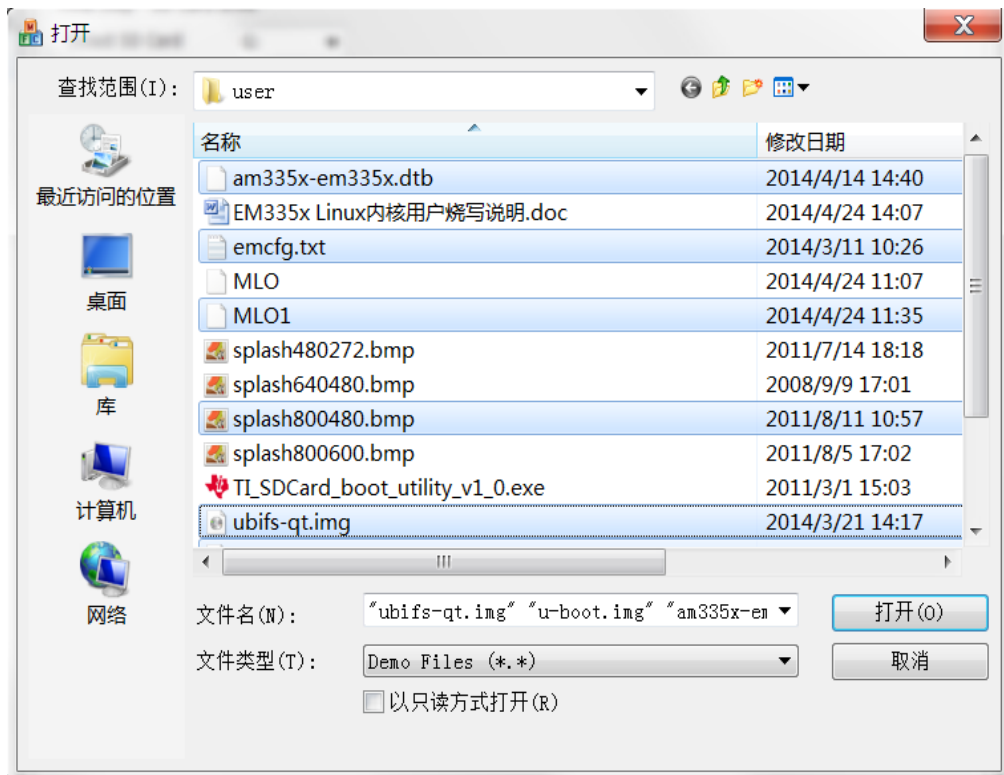 打开
查找范围(I):
user
名称
修改日期
am335x-em335x.dtb
2014/4/14 14:40
EM335x Linux内核用户烧写说明.doc
2014/4/24 14:07
emcfg.txt
2014/3/11 10:26
MLO
2014/4/24 11:07
MLO1
2014/4/24 11:35
splash480272.bmp
2011/7/14 18:18
splash640480.bmp
2008/9/9 17:01
splash800480.bmp
2011/8/11 10:57
splash800600.bmp
2011/8/5 17:02
TI_SDCard_boot_utility_v1_0.exe
2011/3/1 15:03
ubifs-qt.img
2014/3/21 14:17
最近访问的位置
桌面
库
计算机
网络
文件名(N):
"ubifs-qt.img" "u-boot.img" "am335x-em
打开(O)
文件类型(T):
Demo Files (*.*)
取消
以只读方式打开(R)